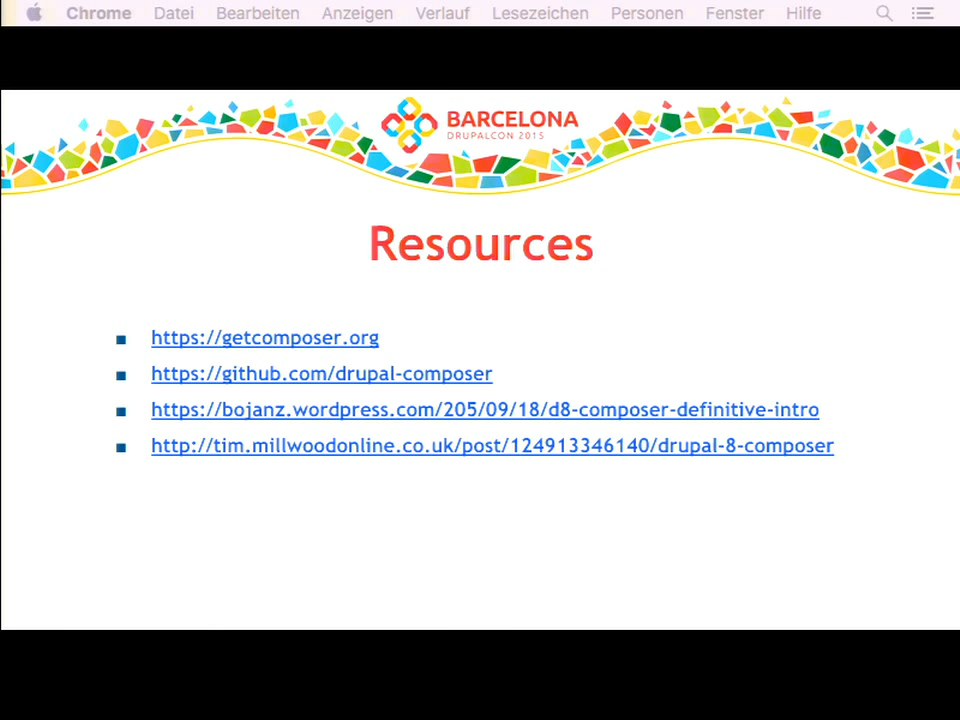 Chrome Datei Bearbeiten Anzeigen Verlauf Lesezeichen Personen Fenster Hilfe
BARCELONA
DRUPALCON 2015
Resources
https://getcomposer.org
https://github.com/drupal-composer
https://bojanz.wordpress.com/205/09/18/d8-composer-definitive-intro
http://tim.millwoodonline.co.uk/post/124913346140/drupal-8-composer